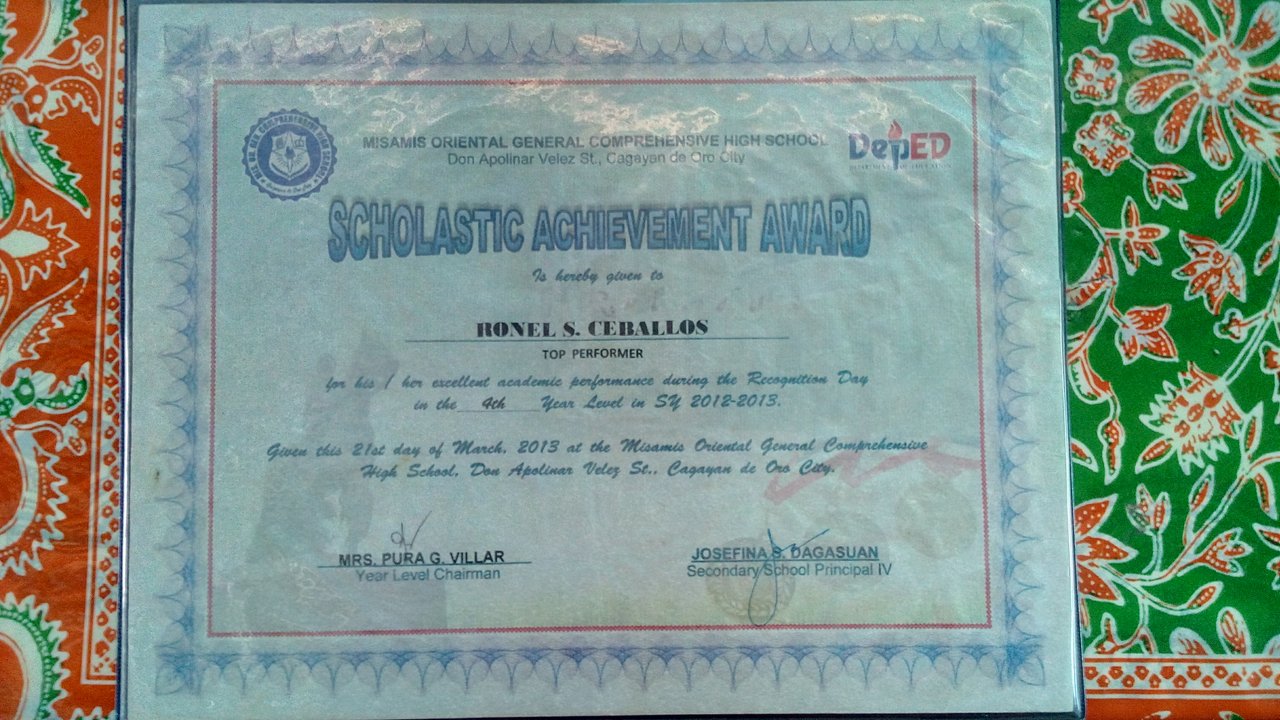 MISAMIS ORIENTAL GENERAL COMPREHENSIVE HIGH SCHOOL
Don Apolinar Velez St., Cagayan de Oro City
DepED
DEPARTMENT OF EDUCATION
SCHOLASTIC ACHIEVEMENT AWARD
Is hereby given to
RONEL S. CEBALLOS
TOP PERFORMER
for his / her excellent academic performance during the Recognition Day
in the 4th Year Level in SY 2012-2013.
Given this 21st day of March, 2013 at the Misamis Oriental General Comprehensive
High School, Don Apolinar Velez St., Cagayan de Oro City.
MRS. PURA G. VILLAR
Year Level Chairman
JOSEFINA S. DAGASUAN
Secondary School Principal IV